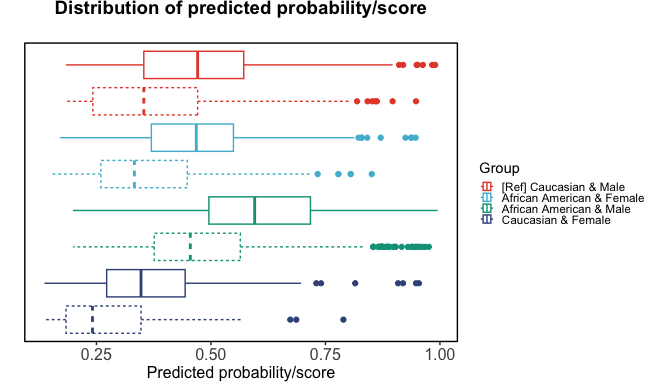 Distribution of predicted probability/score
Group
[Ref] Caucasian & Male
African American & Female
African American & Male
Caucasian & Female
0.25 0.50 0.75 1.00
Predicted probability/score